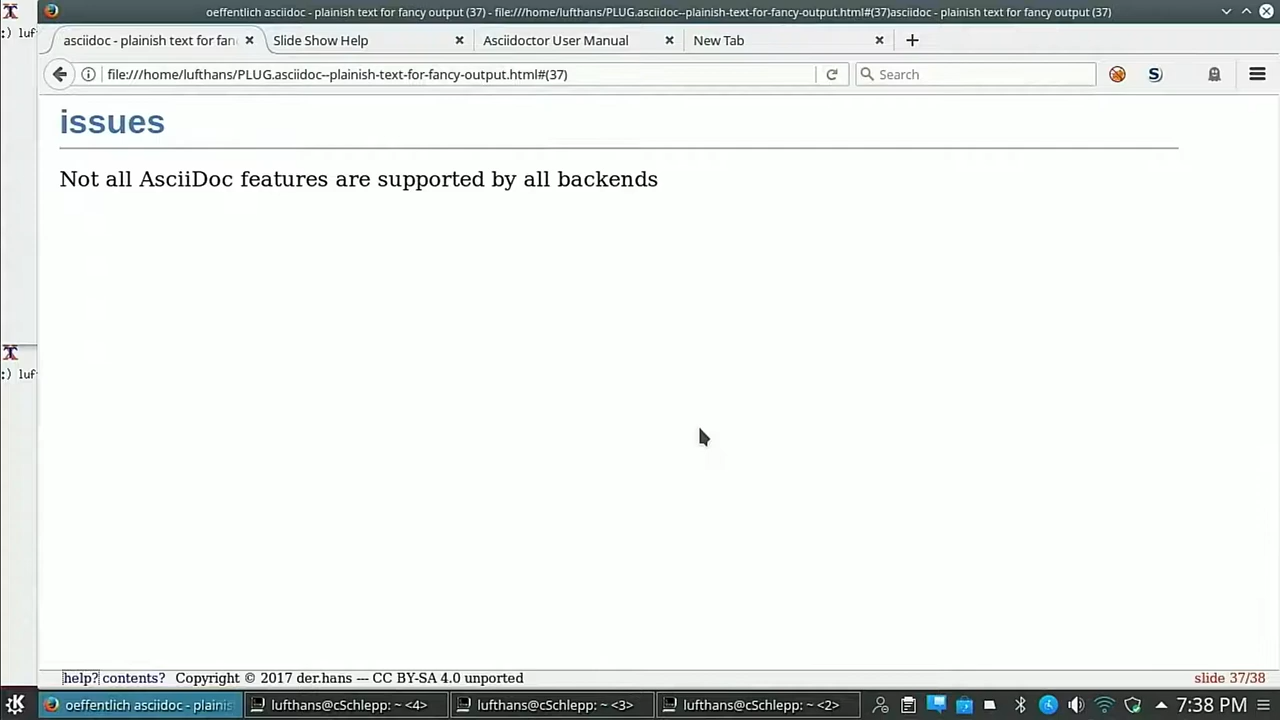 oeffentlich asciidoc - plainish text for fancy output (37) - file:///home/lufthans/PLUG.asciidoc--plainish-text-for-fancy-output.html#(37)asciidoc - plainish text for fancy output (37)
:) luf
asciidoc - plainish text for fan
Slide Show Help
Asciidoctor User Manual
New Tab
file:///home/lufthans/PLUG.asciidoc--plainish-text-for-fancy-output.html#(37)
Search
issues
Not all AsciiDoc features are supported by all backends
:) luf
help? contents? Copyright © 2017 der.hans --- CC BY-SA 4.0 unported
slide 37/38
oeffentlich asciidoc - plainis
lufthans@cSchlepp: ~ <4>
lufthans@cSchlepp: ~ <3>
lufthans@cSchlepp: ~ <2>
7:38 PM